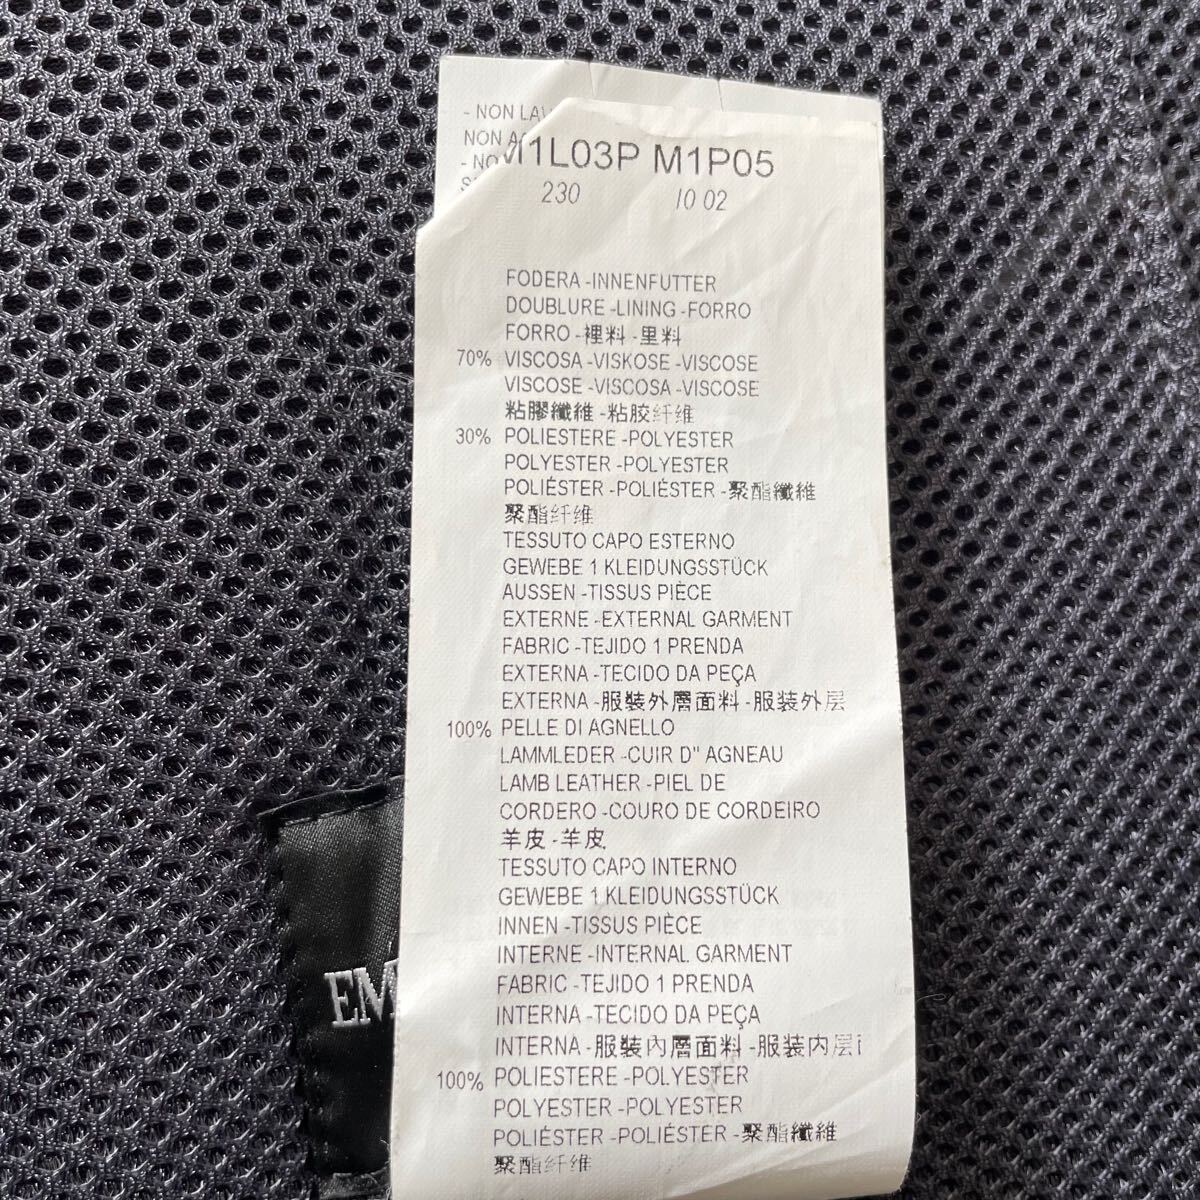 - NON
NON
M1L03P M1P05
230 10 02
FODERA -INNENFUTTER
DOUBLURE -LINING -FORRO
FORRO -裡料 -里料
70% VISCOSA -VISKOSE -VISCOSE
VISCOSE -VISCOSA -VISCOSE
粘膠纖維 -粘胶纤维
30% POLIESTERE -POLYESTER
POLYESTER -POLYESTER
POLIÉSTER -POLIÉSTER -聚酯纖維
聚酯纤维
TESSUTO CAPO ESTERNO
GEWEBE 1 KLEIDUNGSSTÜCK
AUSSEN -TISSUS PIÈCE
EXTERNE -EXTERNAL GARMENT
FABRIC -TEJIDO 1 PRENDA
EXTERNA -TECIDO DA PEÇA
EXTERNA -服裝外層面料 -服装外层
100% PELLE DI AGNELLO
LAMMLEDER -CUIR D" AGNEAU
LAMB LEATHER -PIEL DE
CORDERO -COURO DE CORDEIRO
羊皮 -羊皮
TESSUTO CAPO INTERNO
GEWEBE 1 KLEIDUNGSSTÜCK
INNEN -TISSUS PIÈCE
INTERNE -INTERNAL GARMENT
FABRIC -TEJIDO 1 PRENDA
INTERNA -TECIDO DA PEÇA
INTERNA -服裝內層面料 -服装内层
100% POLIESTERE -POLYESTER
POLYESTER -POLYESTER
POLIÉSTER -POLIÉSTER -聚酯纖維
聚酯纤维
EM